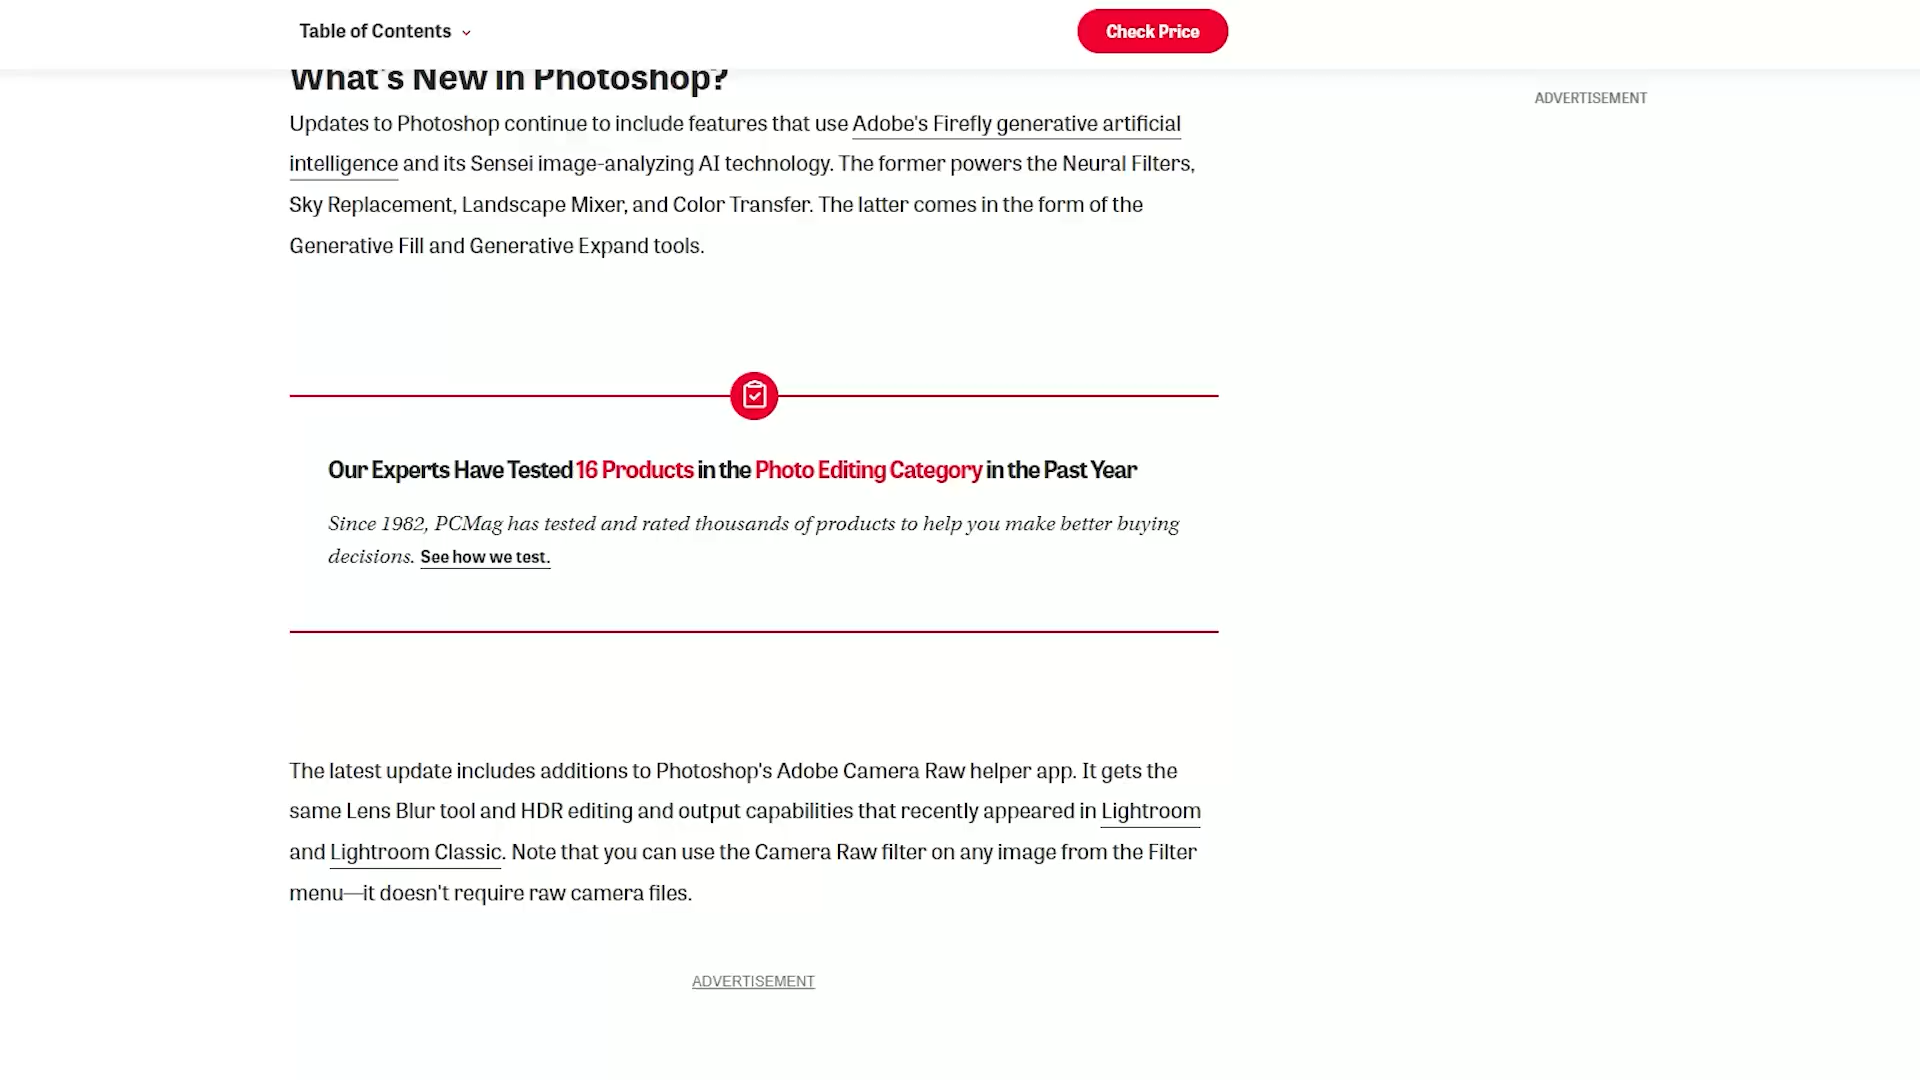 Table of Contents
Check Price
What's New in Photoshop?
ADVERTISEMENT
Updates to Photoshop continue to include features that use Adobe's Firefly generative artificial
intelligence and its Sensei image-analyzing AI technology. The former powers the Neural Filters,
Sky Replacement, Landscape Mixer, and Color Transfer. The latter comes in the form of the
Generative Fill and Generative Expand tools.
Our Experts Have Tested 16 Products in the Photo Editing Category in the Past Year
Since 1982, PCMag has tested and rated thousands of products to help you make better buying
decisions. See how we test.
The latest update includes additions to Photoshop's Adobe Camera Raw helper app. It gets the
same Lens Blur tool and HDR editing and output capabilities that recently appeared in Lightroom
and Lightroom Classic. Note that you can use the Camera Raw filter on any image from the Filter
menu—it doesn't require raw camera files.
ADVERTISEMENT